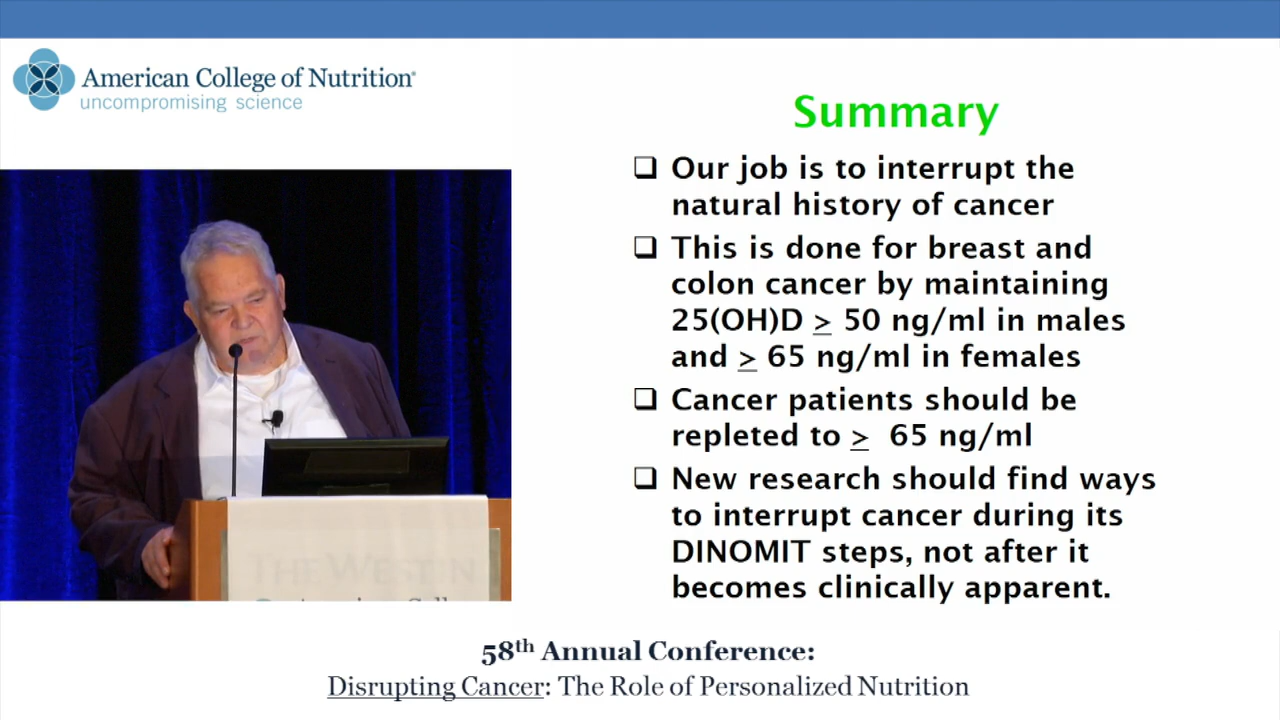 American College of Nutrition®
uncompromising science
Summary
❑ Our job is to interrupt the
natural history of cancer
❑ This is done for breast and
colon cancer by maintaining
25(OH)D ≥ 50 ng/ml in males
and ≥ 65 ng/ml in females
❑ Cancer patients should be
repleted to ≥ 65 ng/ml
❑ New research should find ways
to interrupt cancer during its
DINOMIT steps, not after it
becomes clinically apparent.
THE WESTIN
58th Annual Conference:
Disrupting Cancer: The Role of Personalized Nutrition